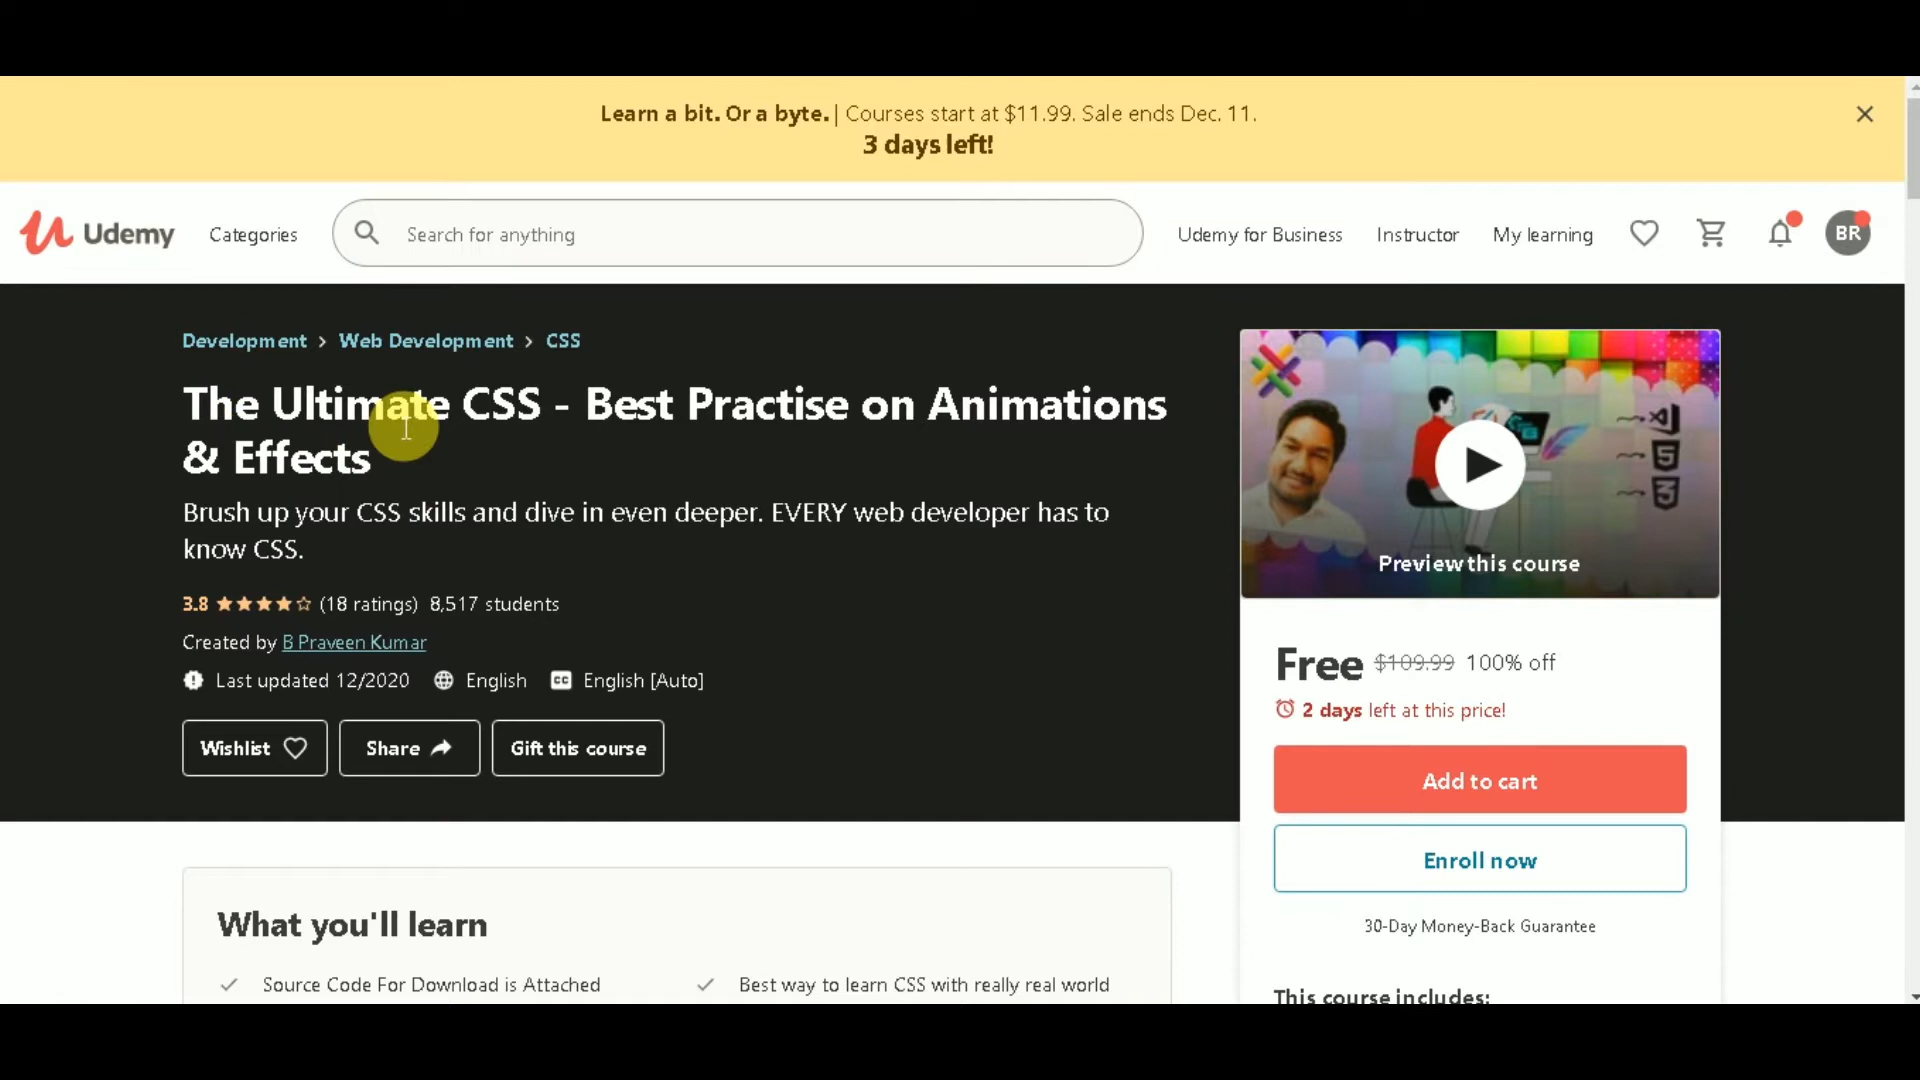 Learn a bit. Or a byte. | Courses start at $11.99. Sale ends Dec. 11.
3 days left!
Udemy
Categories
Search for anything
Udemy for Business
Instructor
My learning
BR
Development > Web Development > CSS
The Ultimate CSS - Best Practise on Animations
& Effects
Brush up your CSS skills and dive in even deeper. EVERY web developer has to
know CSS.
3.8 (18 ratings) 8,517 students
Created by B Praveen Kumar
Last updated 12/2020 English CC English [Auto]
Wishlist
Share
Gift this course
5
3
Preview this course
Free $109.99 100% off
2 days left at this price!
Add to cart
Enroll now
30-Day Money-Back Guarantee
This course includes:
What you'll learn
Source Code For Download is Attached
Best way to learn CSS with really real world